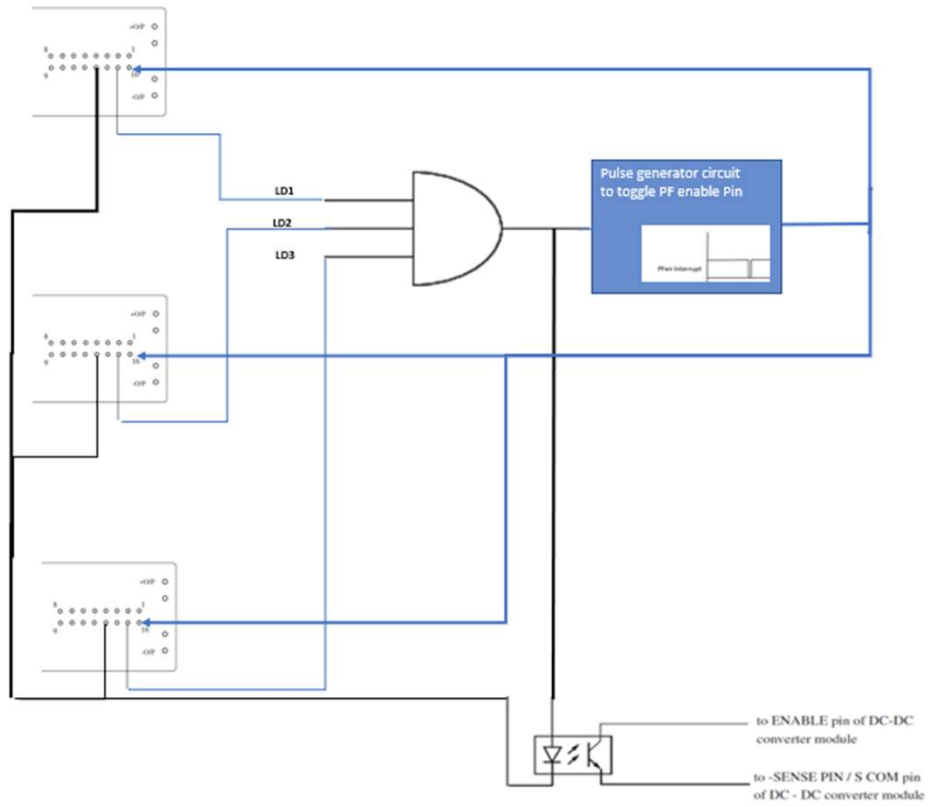 +O/P
8 1
9 16
-O/P
LD1
LD2
LD3
Pulse generator circuit
to toggle PF enable Pin
PFen Interrupt
+O/P
8 1
9 16
-O/P
+O/P
8 1
9 16
-O/P
to ENABLE pin of DC-DC
converter module
to -SENSE PIN / S COM pin
of DC - DC converter module